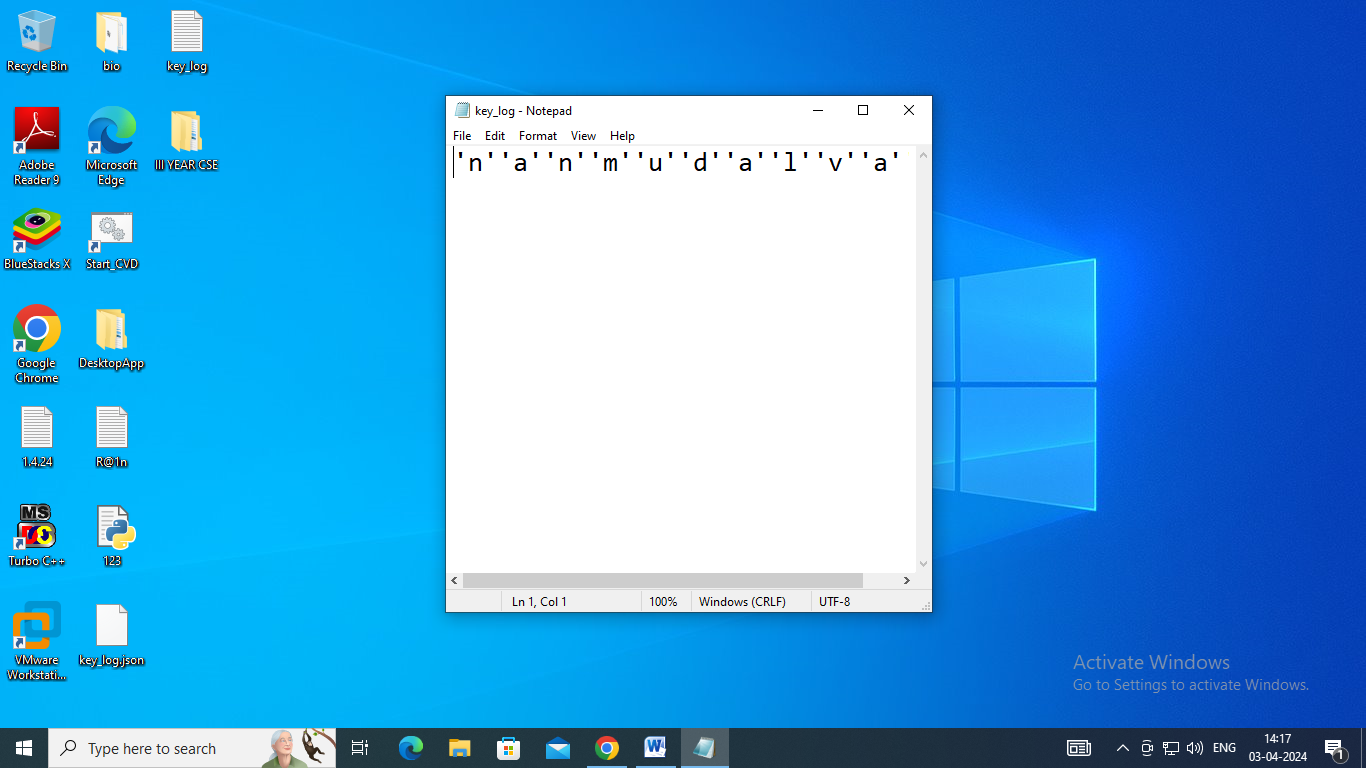 Recycle Bin
bio
key_log
Adobe
Reader 9
Microsoft
Edge
III YEAR CSE
BlueStacks X
Start_CVD
Google
Chrome
DesktopApp
1.4.24
R@1n
MS
DOS
Turbo C++
123
VMware
Workstati...
key_log.json
key_log - Notepad
File Edit Format View Help
'n''a''n''m''u''d''a''l''v''a'
Ln 1, Col 1 100% Windows (CRLF) UTF-8
Activate Windows
Go to Settings to activate Windows.
Type here to search
W
ENG
14:17
03-04-2024
1